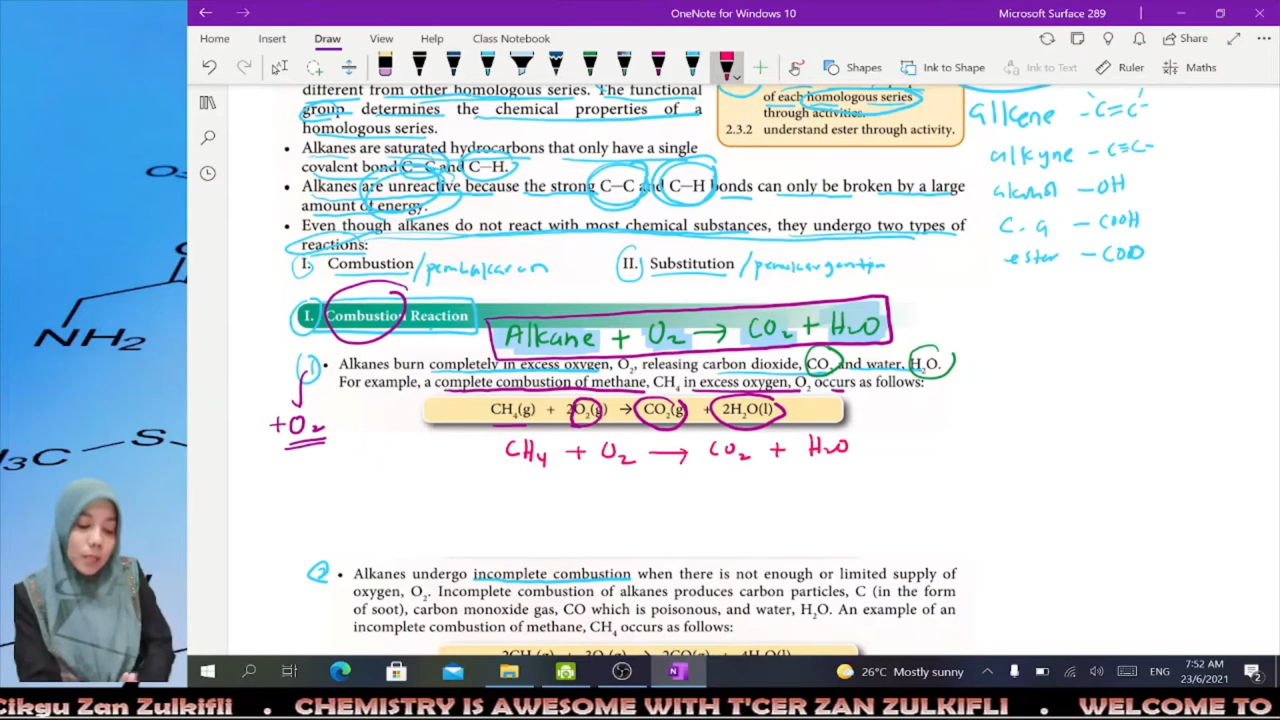 OneNote for Windows 10
Microsoft Surface 289
Home Insert Draw View Help Class Notebook
Share
Shapes Ink to Shape Ink to Text Ruler Maths
different from other homologous series. The functional
group determines the chemical properties of a
homologous series.
of each homologous series
through activities.
2.3.2 understand ester through activity.
alkene -C=C-
alkyne -C≡C-
alcohol -OH
C.a -COOH
ester -COO
• Alkanes are saturated hydrocarbons that only have a single
covalent bond C–C and C–H.
• Alkanes are unreactive because the strong C–C and C–H bonds can only be broken by a large
amount of energy.
• Even though alkanes do not react with most chemical substances, they undergo two types of
reactions:
I. Combustion /pembakaran II. Substitution /penukargantian
I. Combustion Reaction
Alkane + O₂ → CO₂ + H₂O
(1) • Alkanes burn completely in excess oxygen, O₂, releasing carbon dioxide, CO₂ and water, H₂O.
For example, a complete combustion of methane, CH₄ in excess oxygen, O₂ occurs as follows:
CH₄(g) + 2O₂(g) → CO₂(g) + 2H₂O(l)
+O₂
CH₄ + O₂ → CO₂ + H₂O
NH₂
₃C S
2 • Alkanes undergo incomplete combustion when there is not enough or limited supply of
oxygen, O₂. Incomplete combustion of alkanes produces carbon particles, C (in the form
of soot), carbon monoxide gas, CO which is poisonous, and water, H₂O. An example of an
incomplete combustion of methane, CH₄ occurs as follows:
26°C Mostly sunny
ENG
7:52 AM
23/6/2021
Cikgu Zan Zulkifli . CHEMISTRY IS AWESOME WITH T'CER ZAN ZULKIFLI . WELCOME TO